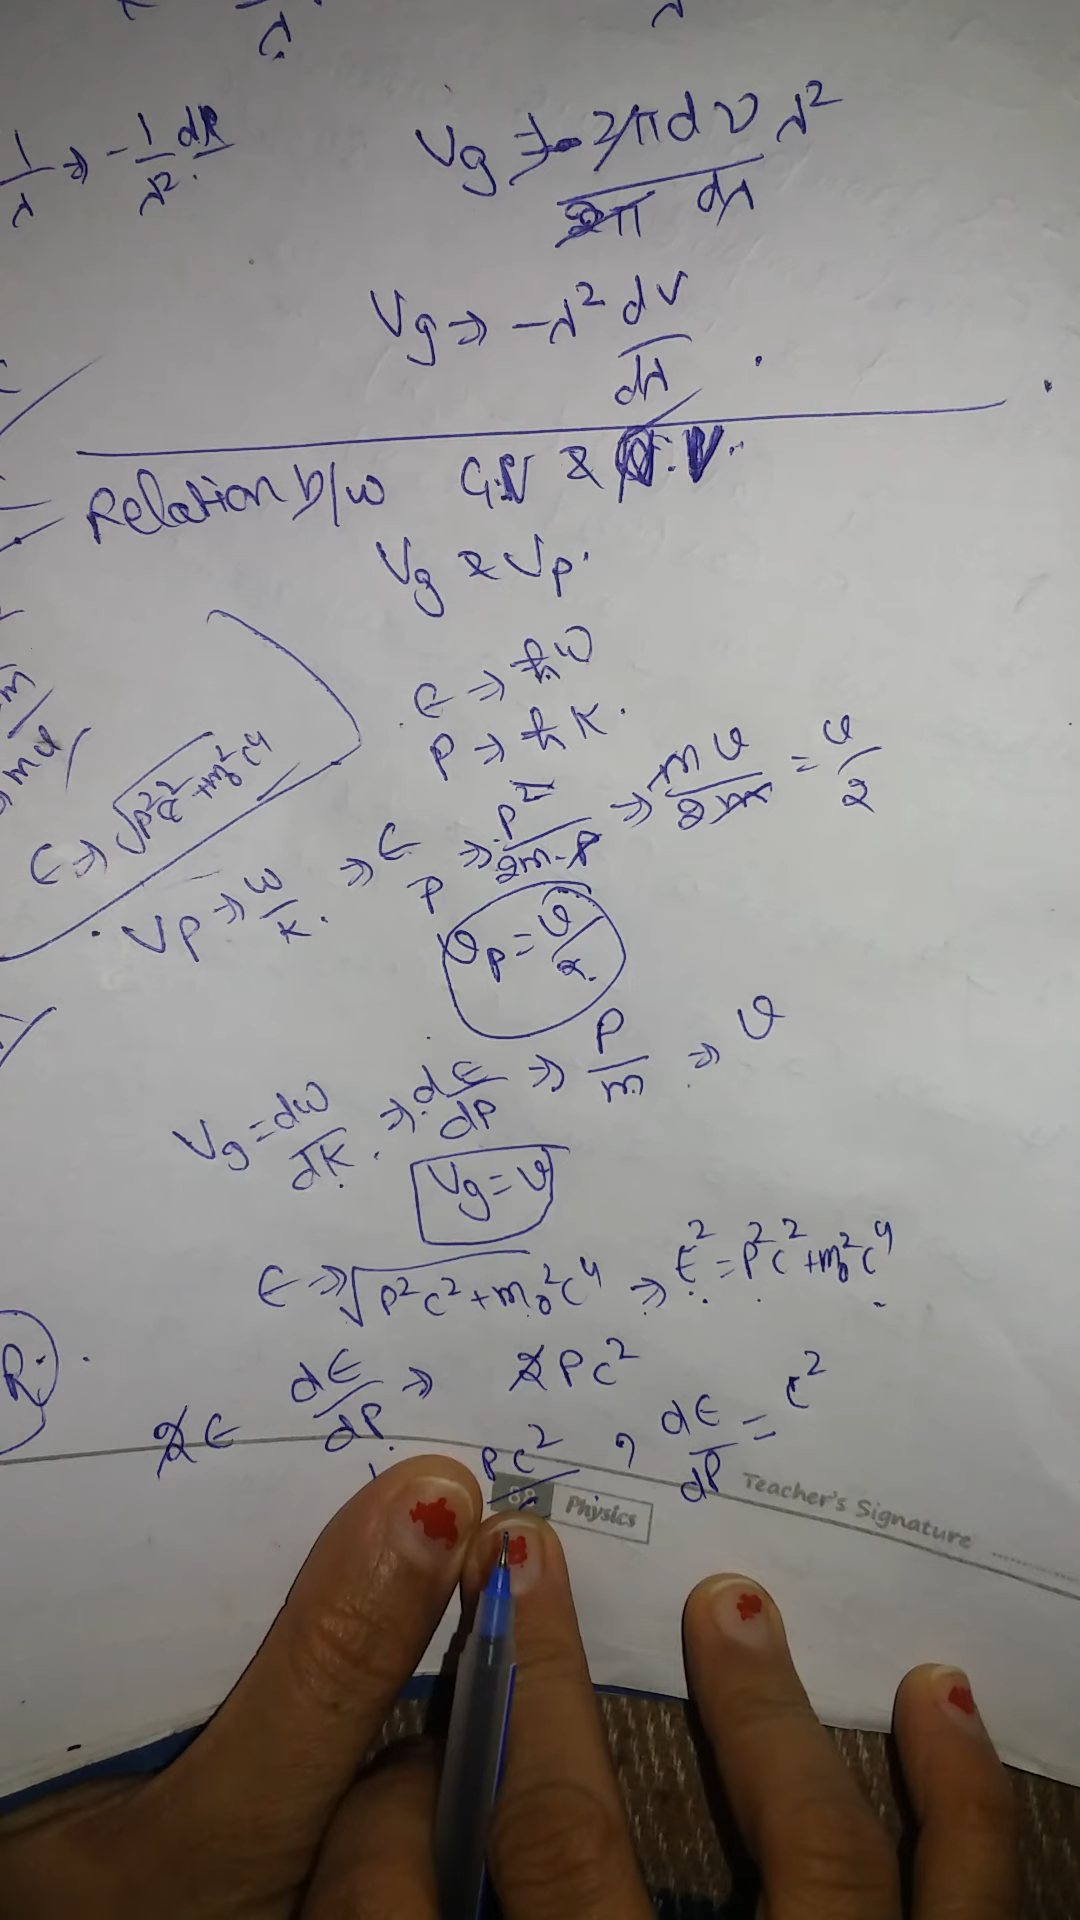 1/λ ⇒ -1/λ² dλ
Vg ⇒ - 2πdν λ² / 2π dλ
Vg ⇒ -λ² dν/dλ
Relation b/w G.V & P.V.
Vg & Vp.
E ⇒ ħω
P ⇒ ħK.
E ⇒ √P²c²+m₀²c⁴
Vp ⇒ ω/K. ⇒ E/P ⇒ P²/2m·P ⇒ mv/2m = v/2
vp = v/2
Vg = dω/dK. ⇒ dE/dP ⇒ P/m ⇒ v
Vg = v
E ⇒ √P²c²+m₀²c⁴ ⇒ E² = P²c²+m₀²c⁴
2E dE/dP ⇒ 2Pc²
Pc² , dE/dP = c²
88 Physics
Teacher's Signature ..........